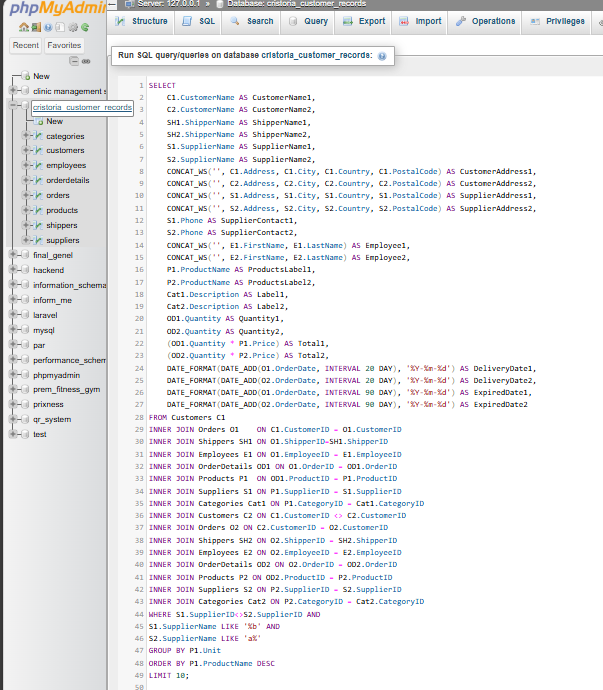 phpMyAdmin
Server: 127.0.0.1 » Database: cristoria_customer_records
Structure SQL Search Query Export Import Operations Privileges
Recent Favorites
Run SQL query/queries on database cristoria_customer_records:
New
clinic management s
cristoria_customer_records
New
categories
customers
employees
orderdetails
orders
products
shippers
suppliers
final_genel
hackend
information_schema
inform_me
laravel
mysql
par
performance_schem
phpmyadmin
prem_fitness_gym
prixness
qr_system
test
1 SELECT
2 C1.CustomerName AS CustomerName1,
3 C2.CustomerName AS CustomerName2,
4 SH1.ShipperName AS ShipperName1,
5 SH2.ShipperName AS ShipperName2,
6 S1.SupplierName AS SupplierName1,
7 S2.SupplierName AS SupplierName2,
8 CONCAT_WS('', C1.Address, C1.City, C1.Country, C1.PostalCode) AS CustomerAddress1,
9 CONCAT_WS('', C2.Address, C2.City, C2.Country, C2.PostalCode) AS CustomerAddress2,
10 CONCAT_WS('', S1.Address, S1.City, S1.Country, S1.PostalCode) AS SupplierAddress1,
11 CONCAT_WS('', S2.Address, S2.City, S2.Country, S2.PostalCode) AS SupplierAddress2,
12 S1.Phone AS SupplierContact1,
13 S2.Phone AS SupplierContact2,
14 CONCAT_WS('', E1.FirstName, E1.LastName) AS Employee1,
15 CONCAT_WS('', E2.FirstName, E2.LastName) AS Employee2,
16 P1.ProductName AS ProductsLabel1,
17 P2.ProductName AS ProductsLabel2,
18 Cat1.Description AS Label1,
19 Cat2.Description AS Label2,
20 OD1.Quantity AS Quantity1,
21 OD2.Quantity AS Quantity2,
22 (OD1.Quantity * P1.Price) AS Total1,
23 (OD2.Quantity * P2.Price) AS Total2,
24 DATE_FORMAT(DATE_ADD(O1.OrderDate, INTERVAL 20 DAY), '%Y-%m-%d') AS DeliveryDate1,
25 DATE_FORMAT(DATE_ADD(O2.OrderDate, INTERVAL 20 DAY), '%Y-%m-%d') AS DeliveryDate2,
26 DATE_FORMAT(DATE_ADD(O1.OrderDate, INTERVAL 90 DAY), '%Y-%m-%d') AS ExpiredDate1,
27 DATE_FORMAT(DATE_ADD(O2.OrderDate, INTERVAL 90 DAY), '%Y-%m-%d') AS ExpiredDate2
28 FROM Customers C1
29 INNER JOIN Orders O1 ON C1.CustomerID = O1.CustomerID
30 INNER JOIN Shippers SH1 ON O1.ShipperID=SH1.ShipperID
31 INNER JOIN Employees E1 ON O1.EmployeeID = E1.EmployeeID
32 INNER JOIN OrderDetails OD1 ON O1.OrderID = OD1.OrderID
33 INNER JOIN Products P1 ON OD1.ProductID = P1.ProductID
34 INNER JOIN Suppliers S1 ON P1.SupplierID = S1.SupplierID
35 INNER JOIN Categories Cat1 ON P1.CategoryID = Cat1.CategoryID
36 INNER JOIN Customers C2 ON C1.CustomerID <> C2.CustomerID
37 INNER JOIN Orders O2 ON C2.CustomerID = O2.CustomerID
38 INNER JOIN Shippers SH2 ON O2.ShipperID = SH2.ShipperID
39 INNER JOIN Employees E2 ON O2.EmployeeID = E2.EmployeeID
40 INNER JOIN OrderDetails OD2 ON O2.OrderID = OD2.OrderID
41 INNER JOIN Products P2 ON OD2.ProductID = P2.ProductID
42 INNER JOIN Suppliers S2 ON P2.SupplierID = S2.SupplierID
43 INNER JOIN Categories Cat2 ON P2.CategoryID = Cat2.CategoryID
44 WHERE S1.SupplierID<>S2.SupplierID AND
45 S1.SupplierName LIKE '%b' AND
46 S2.SupplierName LIKE 'a%'
47 GROUP BY P1.Unit
48 ORDER BY P1.ProductName DESC
49 LIMIT 10;
50